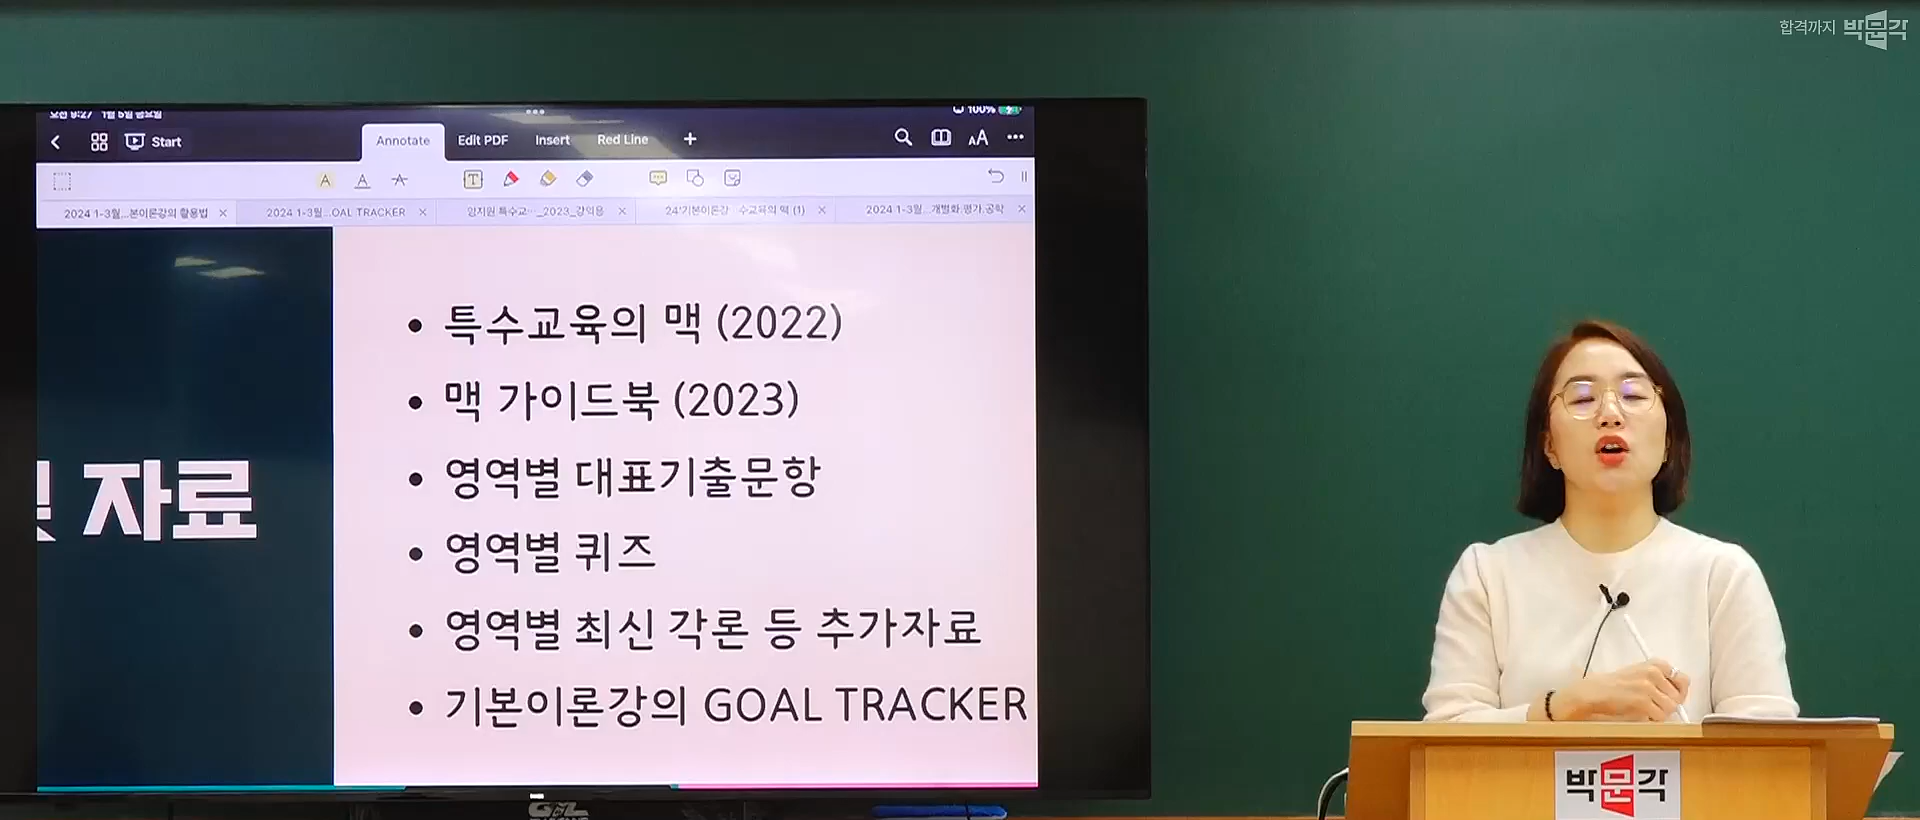 합격까지 박문각
100%
Start
Annotate
Edit PDF
Insert
Red Line
2024 1-3월...본이론강의 활용법
2024 1-3월...OAL TRACKER
2024 1-3월...개별화.평가.공학
자료
• 특수교육의 맥 (2022)
• 맥 가이드북 (2023)
• 영역별 대표기출문항
• 영역별 퀴즈
• 영역별 최신 각론 등 추가자료
• 기본이론강의 GOAL TRACKER
박문각